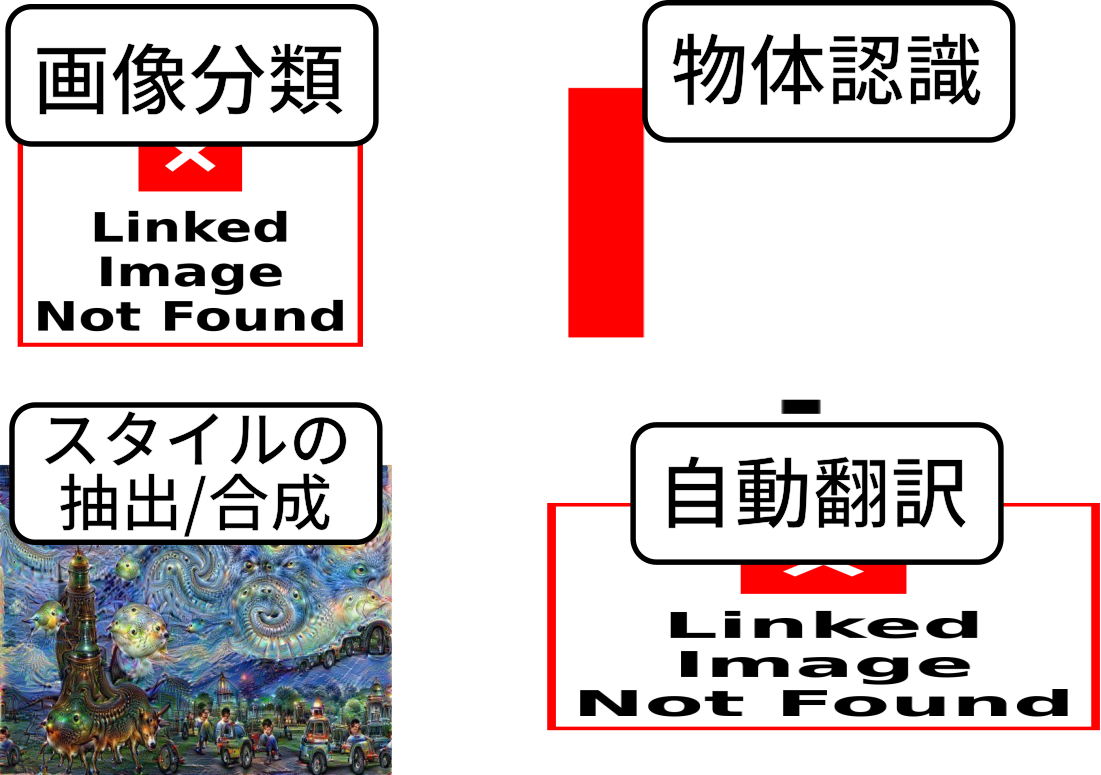 画像分類
Linked
Image
Not Found
物体認識
スタイルの
抽出/合成
自動翻訳
Linked
Image
Not Found